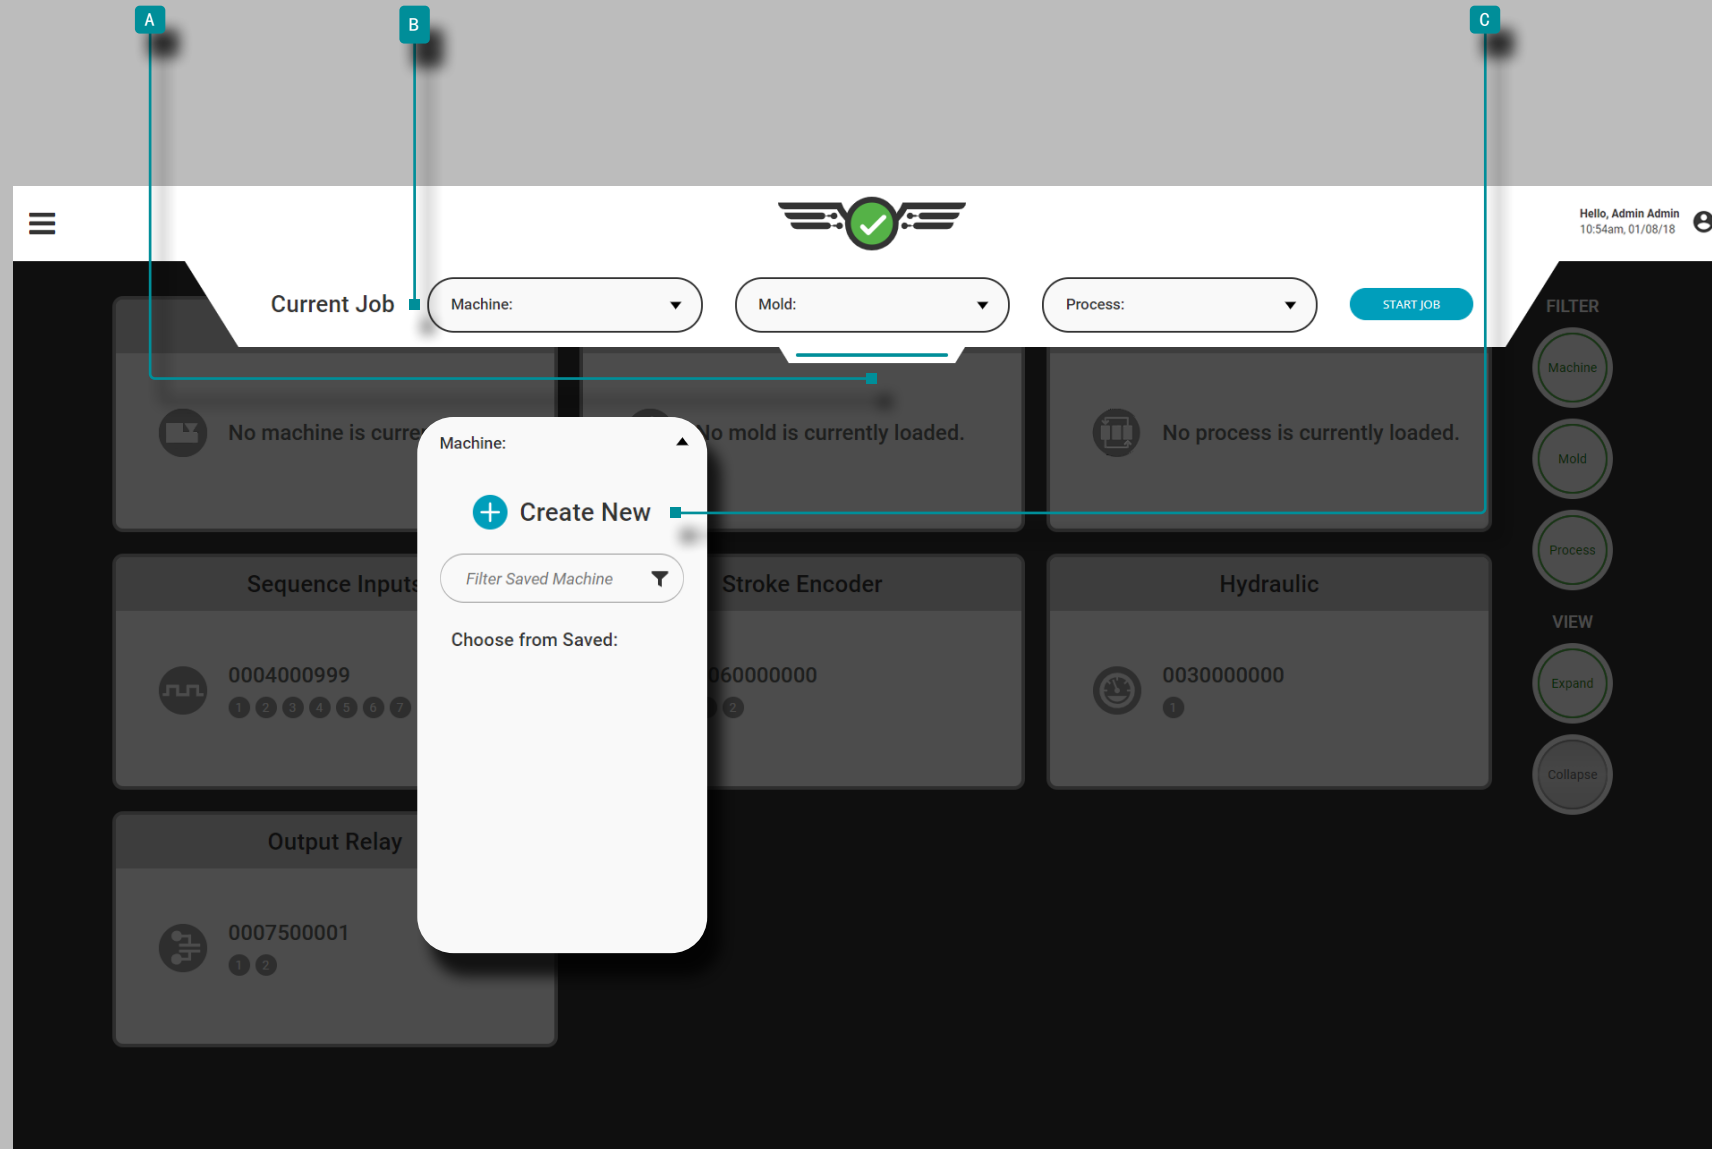 A
B
C
Hello, Admin Admin
10:54am, 01/08/18
Current Job
Machine:
Mold:
Process:
START JOB
FILTER
Machine
Mold
Process
VIEW
Expand
Collapse
No machine is curre
No mold is currently loaded.
No process is currently loaded.
Machine:
Create New
Filter Saved Machine
Choose from Saved:
Sequence Inputs
0004000999
1 2 3 4 5 6 7
Stroke Encoder
060000000
2
Hydraulic
0030000000
1
Output Relay
0007500001
1 2